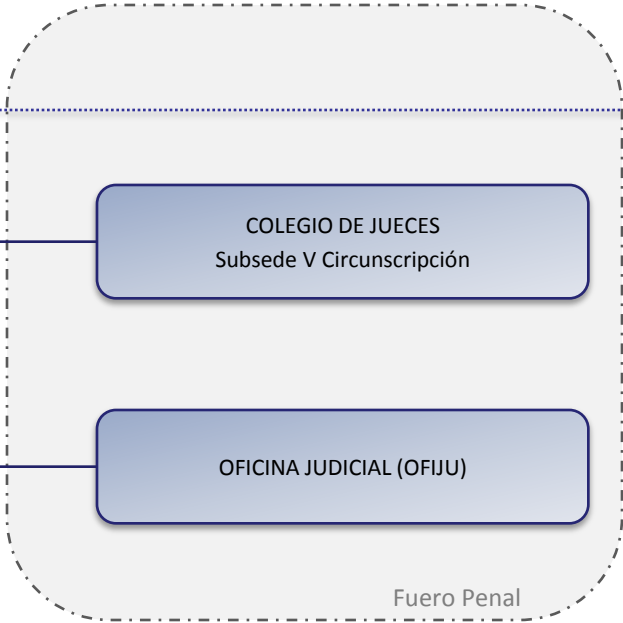 COLEGIO DE JUECES
Subsede V Circunscripción
OFICINA JUDICIAL (OFIJU)
Fuero Penal